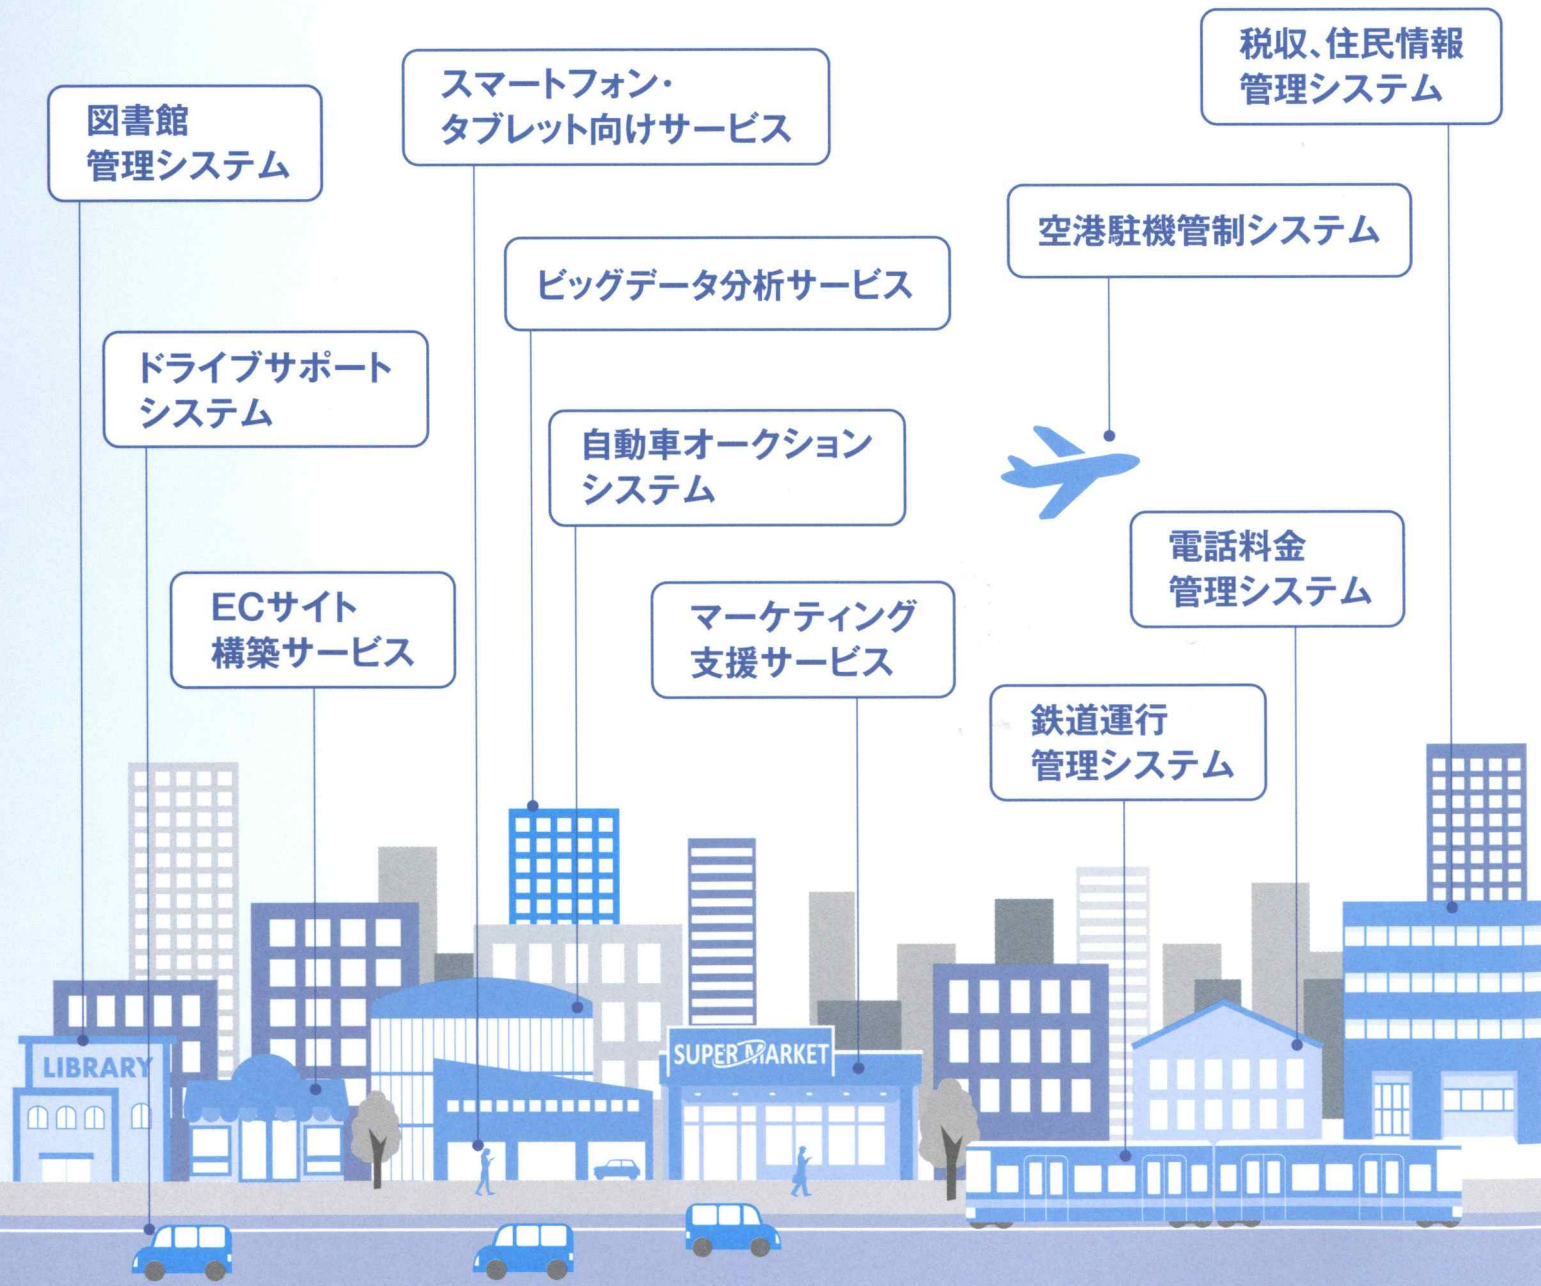 税収、住民情報
管理システム
スマートフォン・
タブレット向けサービス
図書館
管理システム
空港駐機管制システム
ビッグデータ分析サービス
ドライブサポート
システム
自動車オークション
システム
電話料金
管理システム
ECサイト
構築サービス
マーケティング
支援サービス
鉄道運行
管理システム
LIBRARY
SUPER MARKET